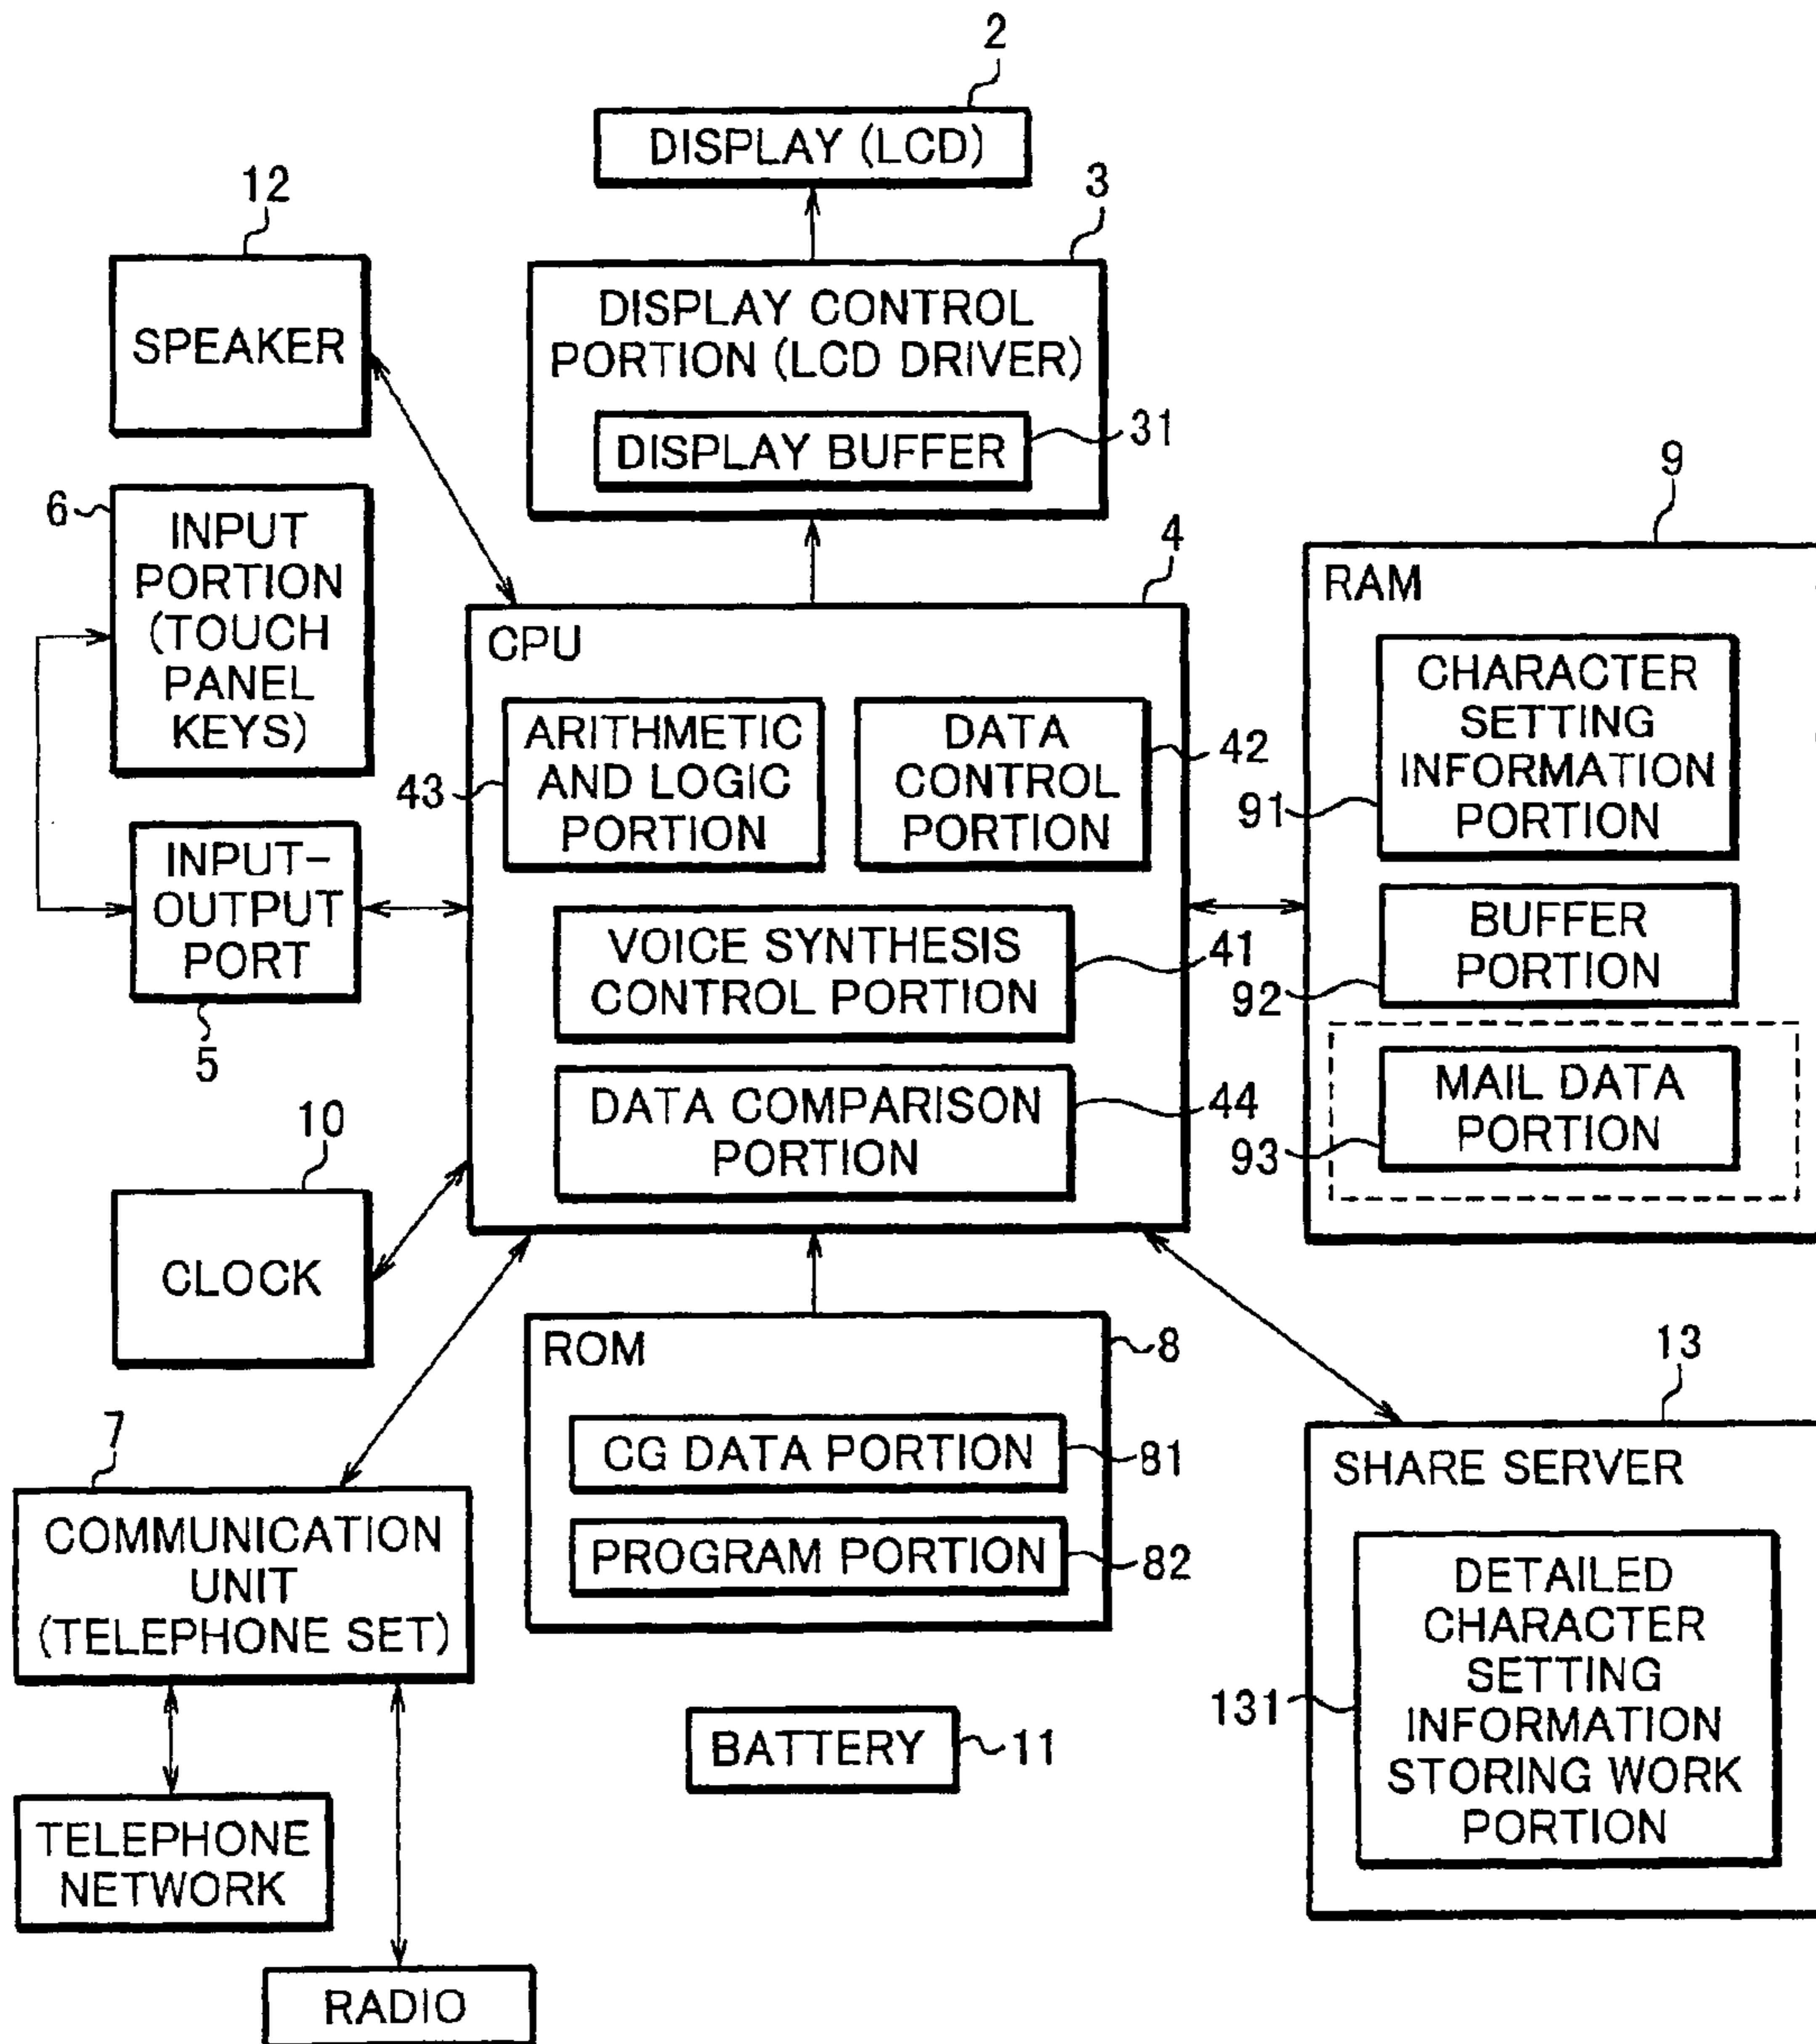 2
DISPLAY (LCD)
3
DISPLAY CONTROL
PORTION (LCD DRIVER)
DISPLAY BUFFER
31
12
SPEAKER
6
INPUT
PORTION
(TOUCH
PANEL
KEYS)
INPUT-
OUTPUT
PORT
5
4
CPU
ARITHMETIC
AND LOGIC
PORTION
43
DATA
CONTROL
PORTION
42
VOICE SYNTHESIS
CONTROL PORTION
41
DATA COMPARISON
PORTION
44
9
RAM
CHARACTER
SETTING
INFORMATION
PORTION
91
BUFFER
PORTION
92
MAIL DATA
PORTION
93
10
CLOCK
7
COMMUNICATION
UNIT
(TELEPHONE SET)
TELEPHONE
NETWORK
RADIO
ROM
8
CG DATA PORTION
81
PROGRAM PORTION
82
BATTERY
11
13
SHARE SERVER
DETAILED
CHARACTER
SETTING
INFORMATION
STORING WORK
PORTION
131